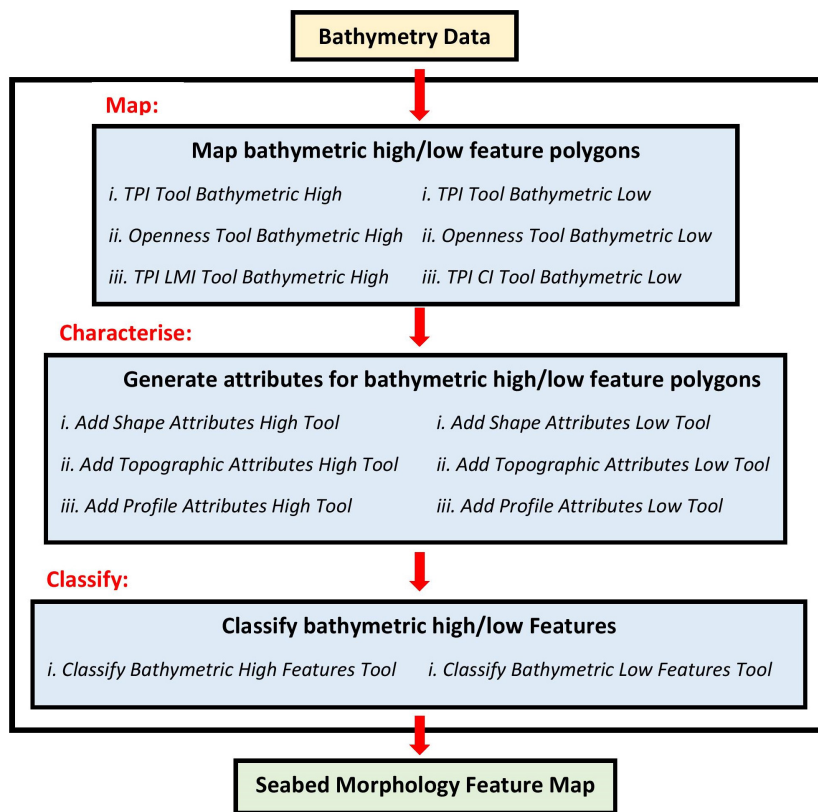 Bathymetry Data
Map:
Map bathymetric high/low feature polygons
i. TPI Tool Bathymetric High
i. TPI Tool Bathymetric Low
ii. Openness Tool Bathymetric High
ii. Openness Tool Bathymetric Low
iii. TPI LMI Tool Bathymetric High
iii. TPI CI Tool Bathymetric Low
Characterise:
Generate attributes for bathymetric high/low feature polygons
i. Add Shape Attributes High Tool
i. Add Shape Attributes Low Tool
ii. Add Topographic Attributes High Tool
ii. Add Topographic Attributes Low Tool
iii. Add Profile Attributes High Tool
iii. Add Profile Attributes Low Tool
Classify:
Classify bathymetric high/low Features
i. Classify Bathymetric High Features Tool
i. Classify Bathymetric Low Features Tool
Seabed Morphology Feature Map